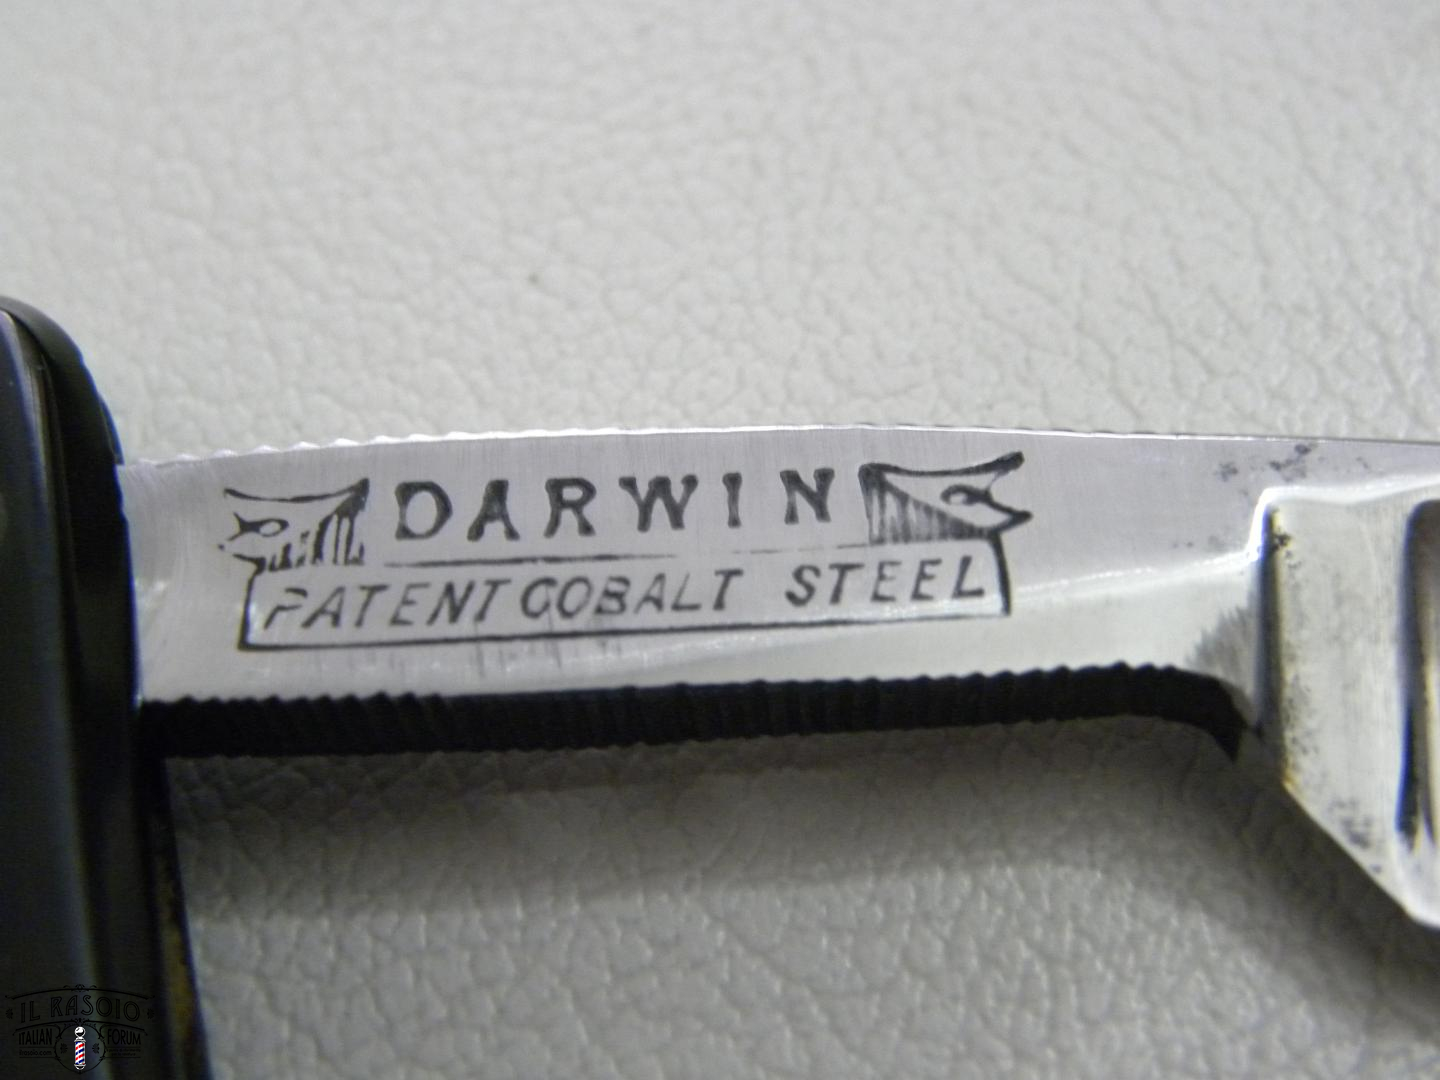 DARWIN
PATENT COBALT STEEL
IL RASOIO
ITALIAN FORUM